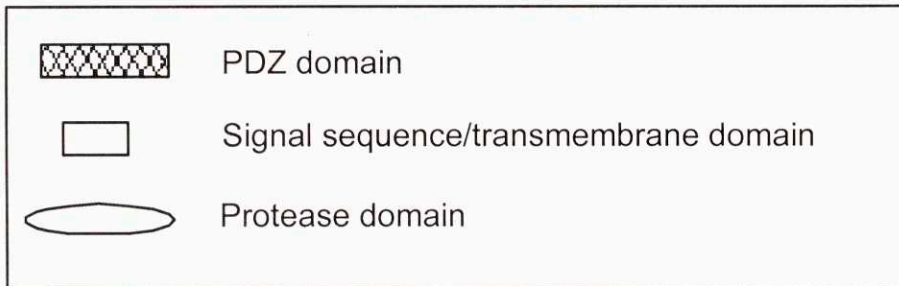 PDZ domain
Signal sequence/transmembrane domain
Protease domain